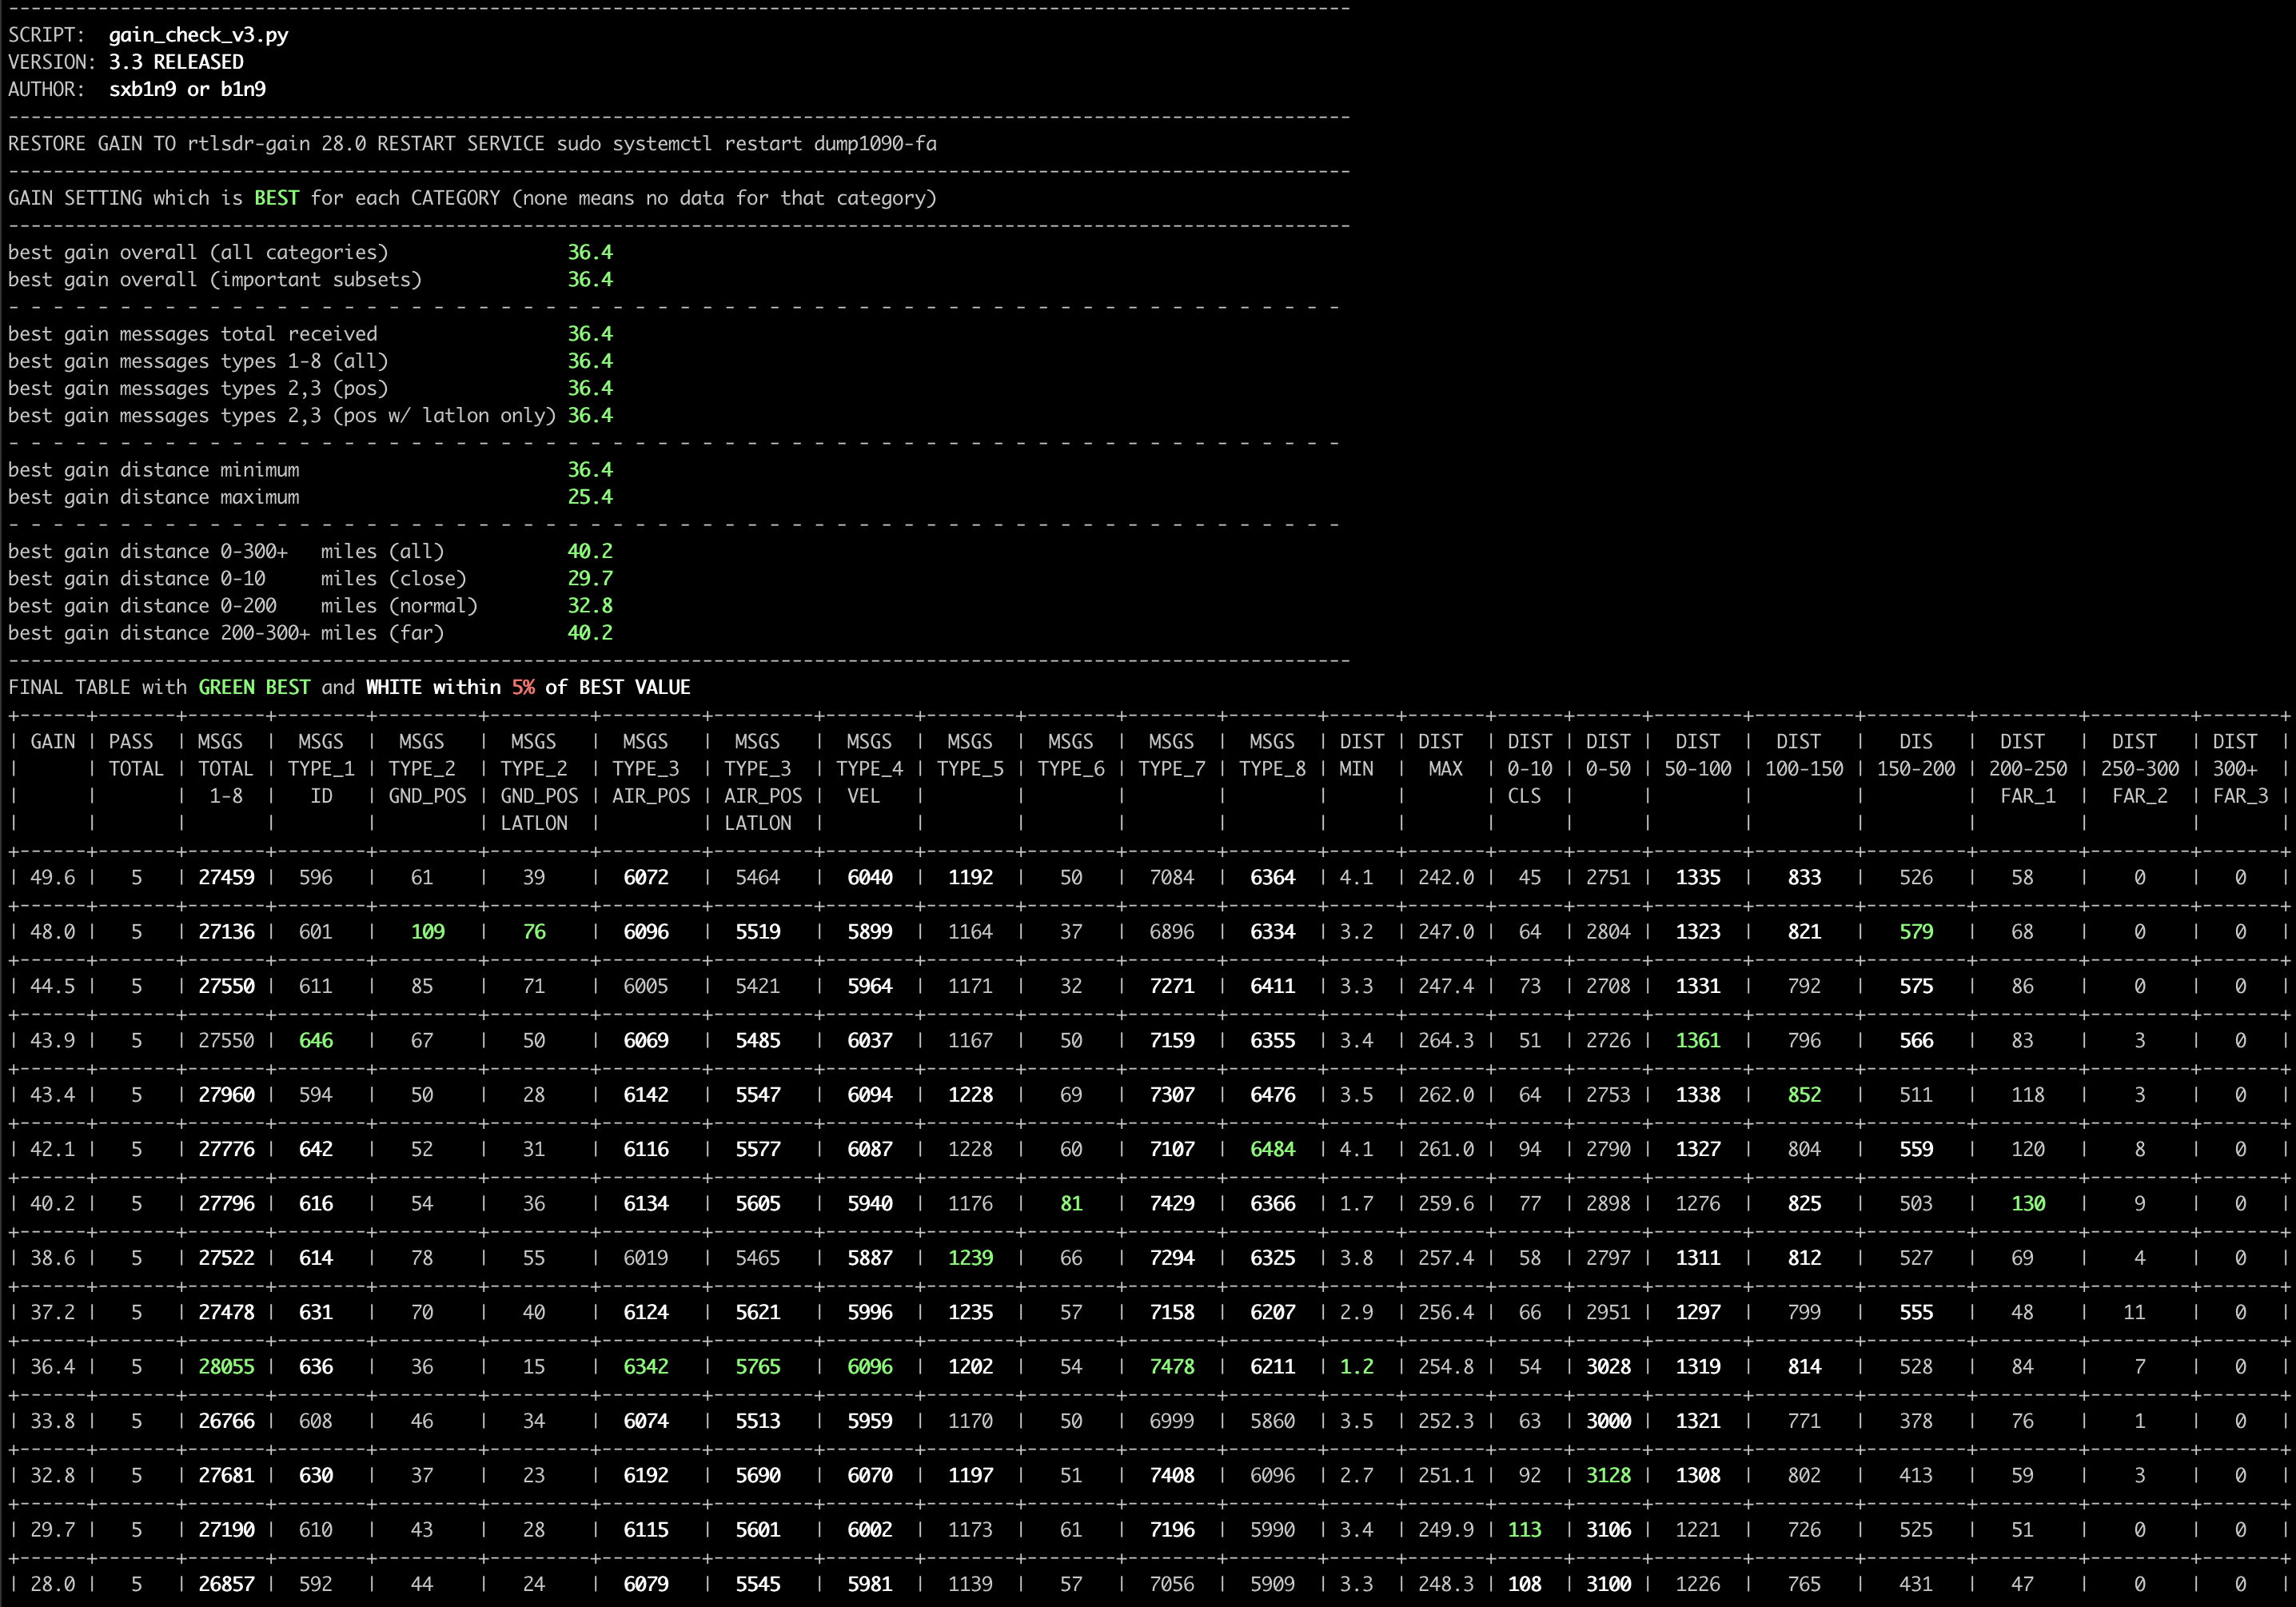 ----------------------------------------------------------------------------------------------------------------------
SCRIPT:  gain_check_v3.py
VERSION: 3.3 RELEASED
AUTHOR:  sxb1n9 or b1n9
----------------------------------------------------------------------------------------------------------------------
RESTORE GAIN TO rtlsdr-gain 28.0 RESTART SERVICE sudo systemctl restart dump1090-fa
----------------------------------------------------------------------------------------------------------------------
GAIN SETTING which is BEST for each CATEGORY (none means no data for that category)
----------------------------------------------------------------------------------------------------------------------
best gain overall (all categories) 36.4
best gain overall (important subsets) 36.4
best gain messages total received 36.4
best gain messages types 1-8 (all) 36.4
best gain messages types 2,3 (pos) 36.4
best gain messages types 2,3 (pos w/ latlon only) 36.4
best gain distance minimum 36.4
best gain distance maximum 25.4
best gain distance 0-300+ miles (all) 40.2
best gain distance 0-10 miles (close) 29.7
best gain distance 0-200 miles (normal) 32.8
best gain distance 200-300+ miles (far) 40.2
----------------------------------------------------------------------------------------------------------------------
FINAL TABLE with GREEN BEST and WHITE within 5% of BEST VALUE
| GAIN | PASS | MSGS | MSGS | MSGS | MSGS | MSGS | MSGS | MSGS | MSGS | MSGS | MSGS | MSGS | DIST | DIST | DIST | DIST | DIST | DIST | DIS | DIST | DIST | DIST |
| | TOTAL | TOTAL | TYPE_1 | TYPE_2 | TYPE_2 | TYPE_3 | TYPE_3 | TYPE_4 | TYPE_5 | TYPE_6 | TYPE_7 | TYPE_8 | MIN | MAX | 0-10 | 0-50 | 50-100 | 100-150 | 150-200 | 200-250 | 250-300 | 300+ |
| | | 1-8 | ID | GND_POS | GND_POS | AIR_POS | AIR_POS | VEL | | | | | | | CLS | | | | | FAR_1 | FAR_2 | FAR_3 |
| | | | | | LATLON | | LATLON | | | | | | | | | | | | | | | |
| 49.6 | 5 | 27459 | 596 | 61 | 39 | 6072 | 5464 | 6040 | 1192 | 50 | 7084 | 6364 | 4.1 | 242.0 | 45 | 2751 | 1335 | 833 | 526 | 58 | 0 | 0 |
| 48.0 | 5 | 27136 | 601 | 109 | 76 | 6096 | 5519 | 5899 | 1164 | 37 | 6896 | 6334 | 3.2 | 247.0 | 64 | 2804 | 1323 | 821 | 579 | 68 | 0 | 0 |
| 44.5 | 5 | 27550 | 611 | 85 | 71 | 6005 | 5421 | 5964 | 1171 | 32 | 7271 | 6411 | 3.3 | 247.4 | 73 | 2708 | 1331 | 792 | 575 | 86 | 0 | 0 |
| 43.9 | 5 | 27550 | 646 | 67 | 50 | 6069 | 5485 | 6037 | 1167 | 50 | 7159 | 6355 | 3.4 | 264.3 | 51 | 2726 | 1361 | 796 | 566 | 83 | 3 | 0 |
| 43.4 | 5 | 27960 | 594 | 50 | 28 | 6142 | 5547 | 6094 | 1228 | 69 | 7307 | 6476 | 3.5 | 262.0 | 64 | 2753 | 1338 | 852 | 511 | 118 | 3 | 0 |
| 42.1 | 5 | 27776 | 642 | 52 | 31 | 6116 | 5577 | 6087 | 1228 | 60 | 7107 | 6484 | 4.1 | 261.0 | 94 | 2790 | 1327 | 804 | 559 | 120 | 8 | 0 |
| 40.2 | 5 | 27796 | 616 | 54 | 36 | 6134 | 5605 | 5940 | 1176 | 81 | 7429 | 6366 | 1.7 | 259.6 | 77 | 2898 | 1276 | 825 | 503 | 130 | 9 | 0 |
| 38.6 | 5 | 27522 | 614 | 78 | 55 | 6019 | 5465 | 5887 | 1239 | 66 | 7294 | 6325 | 3.8 | 257.4 | 58 | 2797 | 1311 | 812 | 527 | 69 | 4 | 0 |
| 37.2 | 5 | 27478 | 631 | 70 | 40 | 6124 | 5621 | 5996 | 1235 | 57 | 7158 | 6207 | 2.9 | 256.4 | 66 | 2951 | 1297 | 799 | 555 | 48 | 11 | 0 |
| 36.4 | 5 | 28055 | 636 | 36 | 15 | 6342 | 5765 | 6096 | 1202 | 54 | 7478 | 6211 | 1.2 | 254.8 | 54 | 3028 | 1319 | 814 | 528 | 84 | 7 | 0 |
| 33.8 | 5 | 26766 | 608 | 46 | 34 | 6074 | 5513 | 5959 | 1170 | 50 | 6999 | 5860 | 3.5 | 252.3 | 63 | 3000 | 1321 | 771 | 378 | 76 | 1 | 0 |
| 32.8 | 5 | 27681 | 630 | 37 | 23 | 6192 | 5690 | 6070 | 1197 | 51 | 7408 | 6096 | 2.7 | 251.1 | 92 | 3128 | 1308 | 802 | 413 | 59 | 3 | 0 |
| 29.7 | 5 | 27190 | 610 | 43 | 28 | 6115 | 5601 | 6002 | 1173 | 61 | 7196 | 5990 | 3.4 | 249.9 | 113 | 3106 | 1221 | 726 | 525 | 51 | 0 | 0 |
| 28.0 | 5 | 26857 | 592 | 44 | 24 | 6079 | 5545 | 5981 | 1139 | 57 | 7056 | 5909 | 3.3 | 248.3 | 108 | 3100 | 1226 | 765 | 431 | 47 | 0 | 0 |